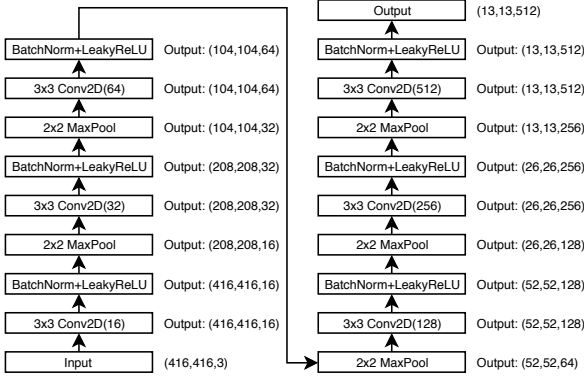 Output (13,13,512)
BatchNorm+LeakyReLU Output: (104,104,64) BatchNorm+LeakyReLU Output: (13,13,512)
3x3 Conv2D(64) Output: (104,104,64) 3x3 Conv2D(512) Output: (13,13,512)
2x2 MaxPool Output: (104,104,32) 2x2 MaxPool Output: (13,13,256)
BatchNorm+LeakyReLU Output: (208,208,32) BatchNorm+LeakyReLU Output: (26,26,256)
3x3 Conv2D(32) Output: (208,208,32) 3x3 Conv2D(256) Output: (26,26,256)
2x2 MaxPool Output: (208,208,16) 2x2 MaxPool Output: (26,26,128)
BatchNorm+LeakyReLU Output: (416,416,16) BatchNorm+LeakyReLU Output: (52,52,128)
3x3 Conv2D(16) Output: (416,416,16) 3x3 Conv2D(128) Output: (52,52,128)
Input (416,416,3) 2x2 MaxPool Output: (52,52,64)